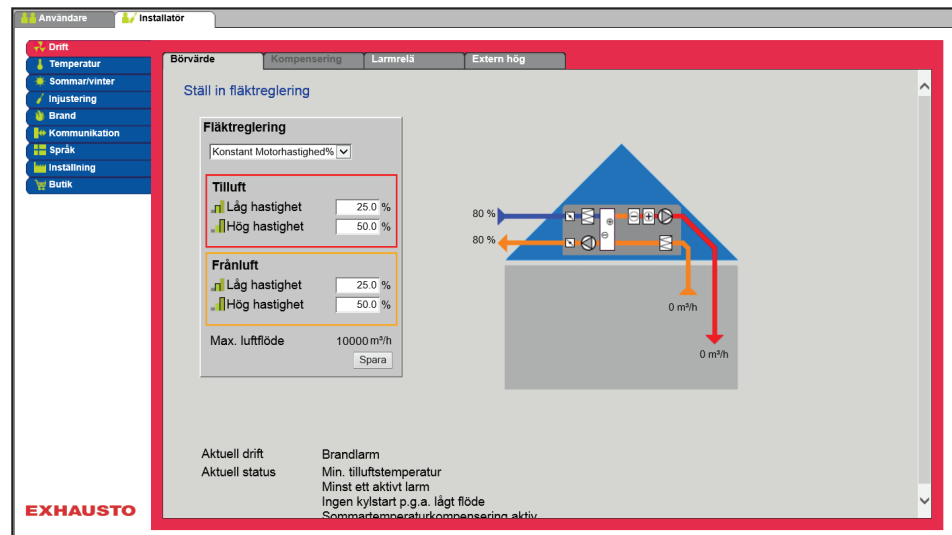 Användare Installatör
Drift
Temperatur
Sommar/vinter
Injustering
Brand
Kommunikation
Språk
Inställning
Butik
Börvärde Kompensering Larmrelä Extern hög
Ställ in fläktreglering
Fläktreglering
Konstant Motorhastighed%
Tilluft
Låg hastighet 25.0 %
Hög hastighet 50.0 %
Frånluft
Låg hastighet 25.0 %
Hög hastighet 50.0 %
Max. luftflöde 10000 m³/h
Spara
80 %
80 %
0 m³/h
0 m³/h
Aktuell drift Brandlarm
Aktuell status Min. tilluftstemperatur
Minst ett aktivt larm
Ingen kylstart p.g.a. lågt flöde
Sommartemperaturkompensering aktiv
EXHAUSTO